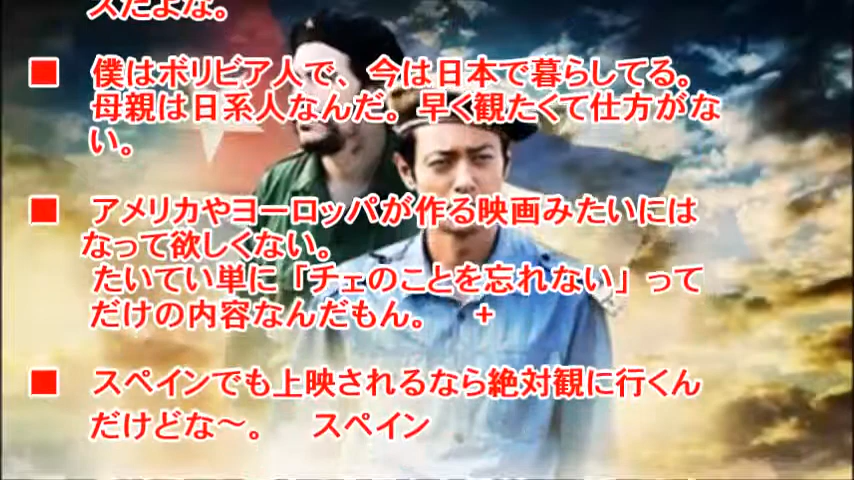 スだよな。
■ 僕はボリビア人で、今は日本で暮らしてる。
母親は日系人なんだ。早く観たくて仕方がな
い。
■ アメリカやヨーロッパが作る映画みたいには
なって欲しくない。
たいてい単に「チェのことを忘れない」って
だけの内容なんだもん。 +
■ スペインでも上映されるなら絶対観に行くん
だけどな～。 スペイン